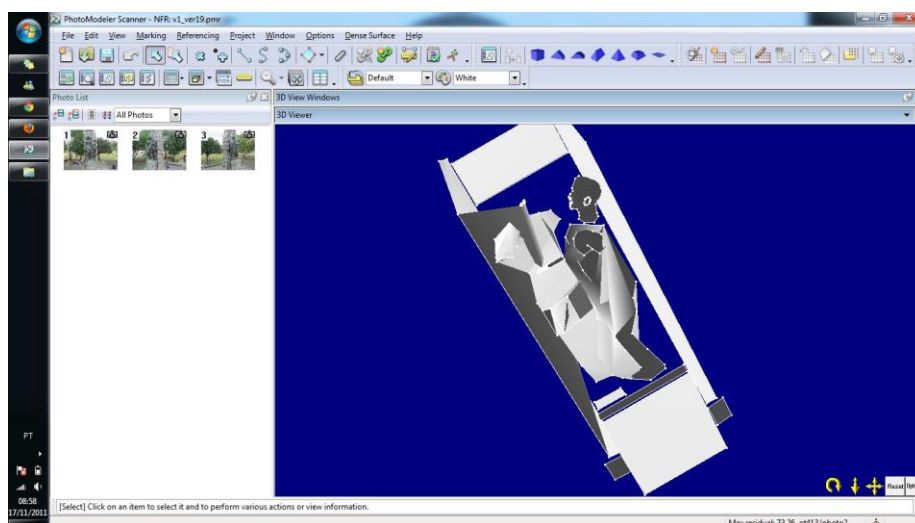 PhotoModeler Scanner - NFR: v1_ver19.pmr
File Edit View Marking Referencing Project Window Options Dense Surface Help
Default White
Photo List
All Photos
1 2 3
3D View Windows
3D Viewer
Reset
PT
08:58
17/11/2011
[Select] Click on an item to select it and to perform various actions or view information.